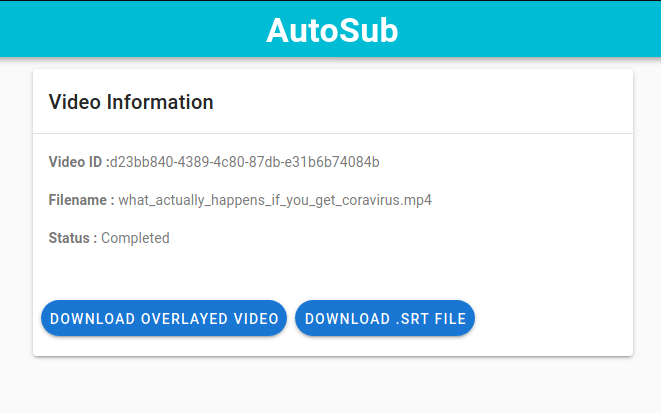 AutoSub
Video Information
Video ID :d23bb840-4389-4c80-87db-e31b6b74084b
Filename : what_actually_happens_if_you_get_coravirus.mp4
Status : Completed
DOWNLOAD OVERLAYED VIDEO DOWNLOAD .SRT FILE